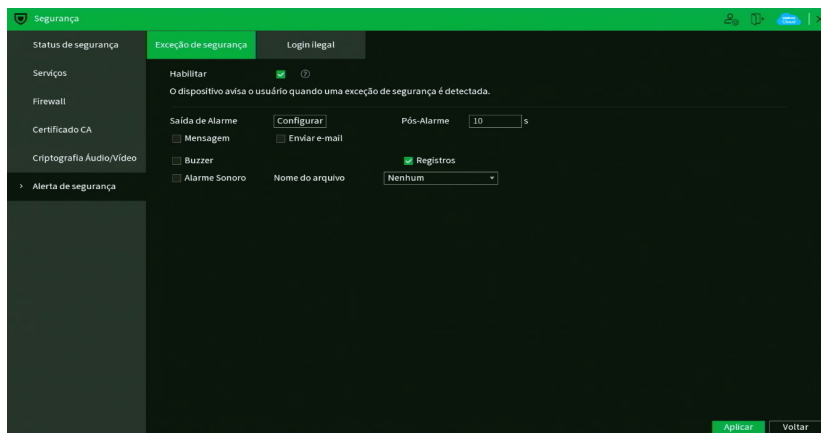 Segurança
Status de segurança
Serviços
Firewall
Certificado CA
Criptografia Áudio/Vídeo
Alerta de segurança
Exceção de segurança
Login ilegal
Habilitar
O dispositivo avisa o usuário quando uma exceção de segurança é detectada.
Saída de Alarme Configurar Pós-Alarme 10 s
Mensagem Enviar e-mail
Buzzer Registros
Alarme Sonoro Nome do arquivo Nenhum
Aplicar Voltar